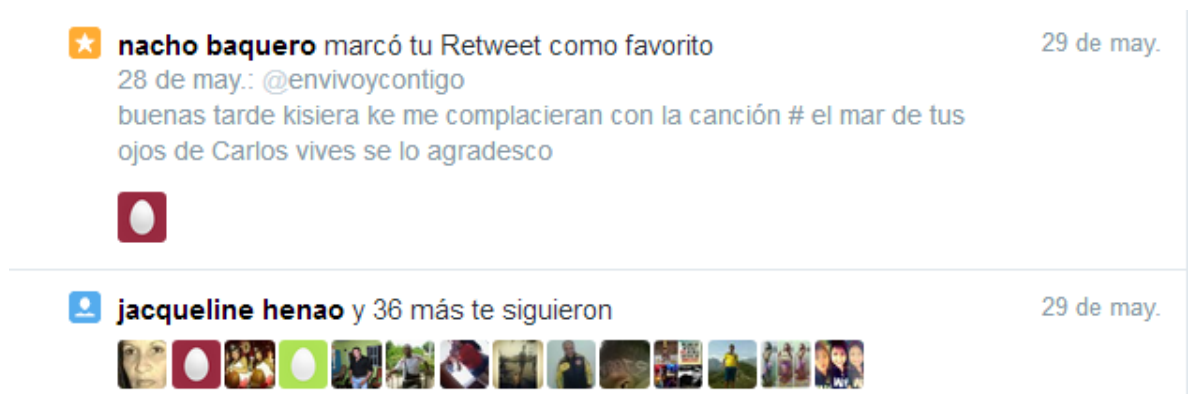 nacho baquero marcó tu Retweet como favorito
29 de may.
28 de may.: @envivoycontigo
buenas tarde kisiera ke me complacieran con la canción # el mar de tus
ojos de Carlos vives se lo agradesco
jacqueline henao y 36 más te siguieron
29 de may.